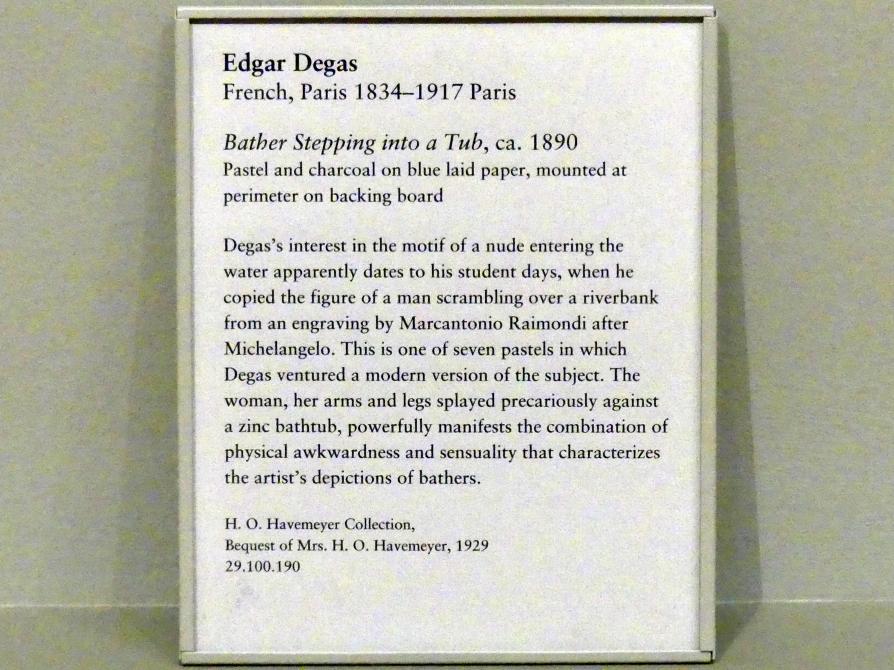 Edgar Degas
French, Paris 1834–1917 Paris
Bather Stepping into a Tub, ca. 1890
Pastel and charcoal on blue laid paper, mounted at
perimeter on backing board
Degas's interest in the motif of a nude entering the
water apparently dates to his student days, when he
copied the figure of a man scrambling over a riverbank
from an engraving by Marcantonio Raimondi after
Michelangelo. This is one of seven pastels in which
Degas ventured a modern version of the subject. The
woman, her arms and legs splayed precariously against
a zinc bathtub, powerfully manifests the combination of
physical awkwardness and sensuality that characterizes
the artist's depictions of bathers.
H. O. Havemeyer Collection,
Bequest of Mrs. H. O. Havemeyer, 1929
29.100.190